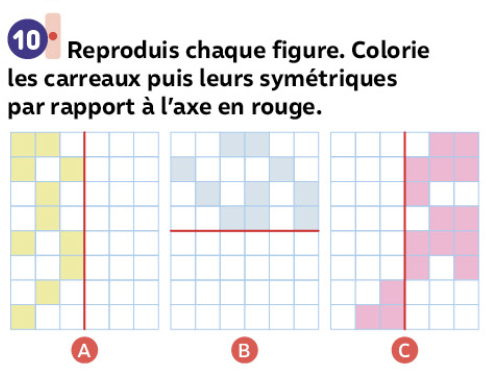 10 Reproduis chaque figure. Colorie
les carreaux puis leurs symétriques
par rapport à l’axe en rouge.
A B C